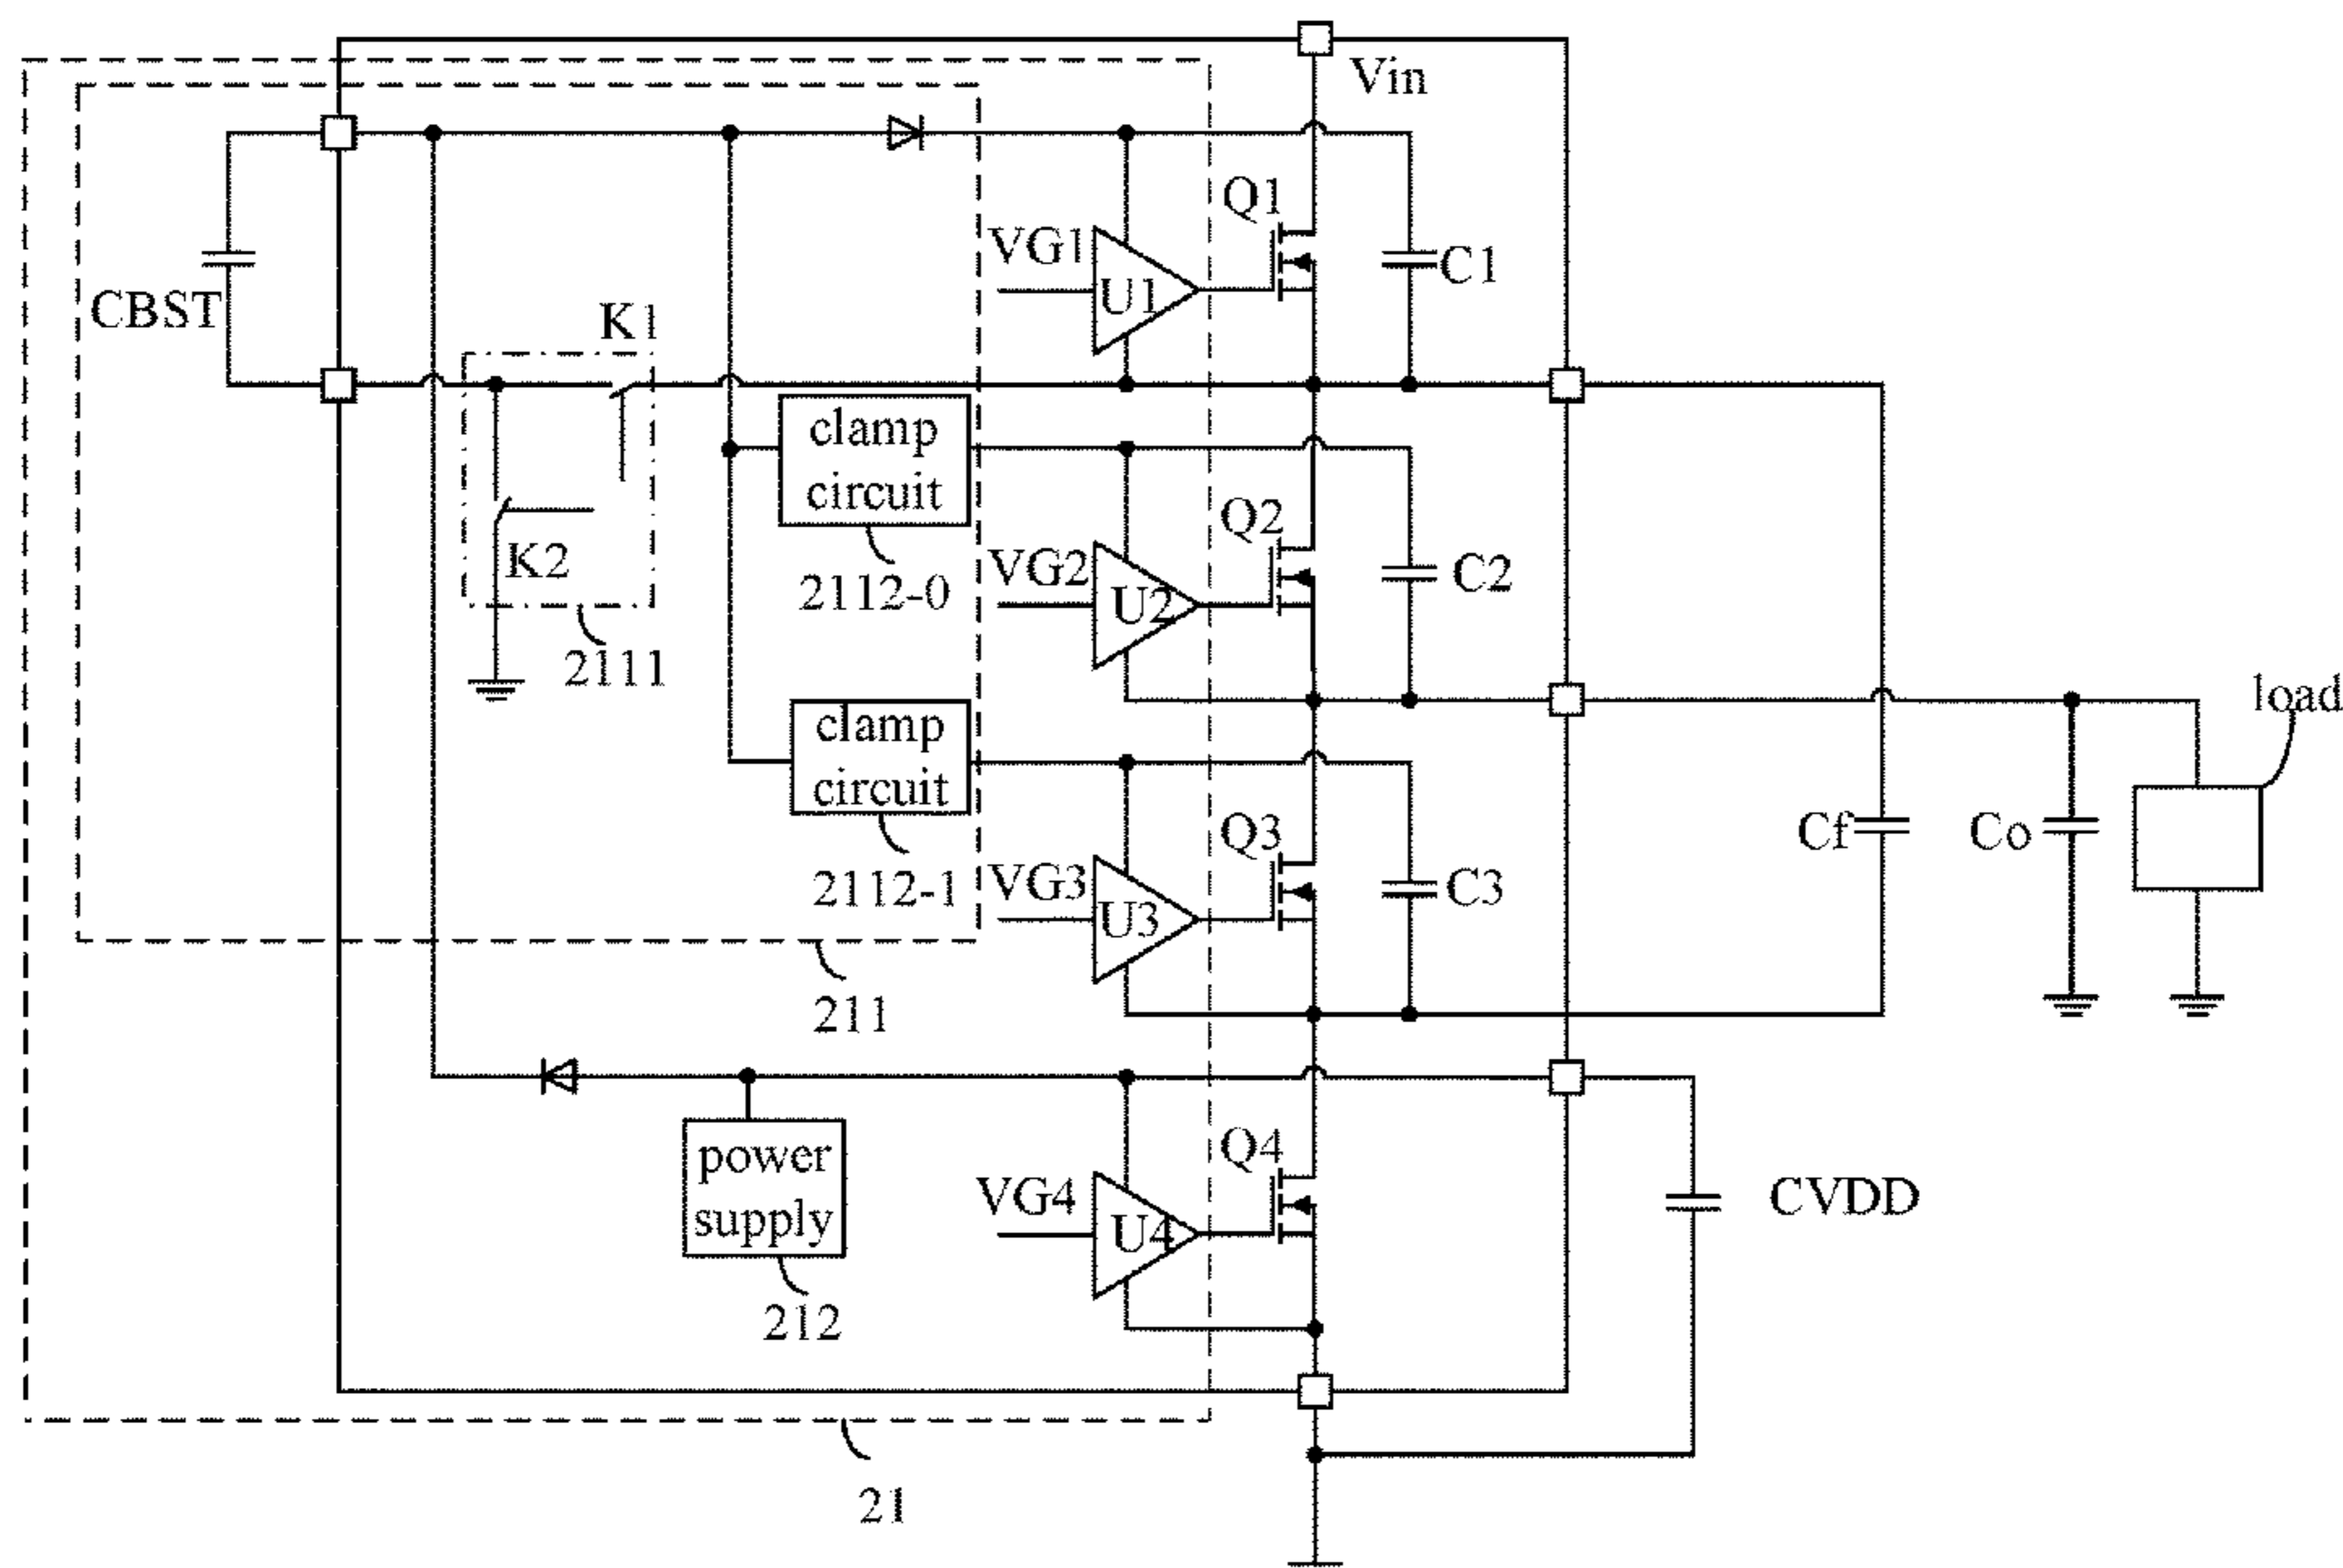 Vin
Q1
VG1
U1
C1
CBST
K1
clamp
circuit
2112-0
Q2
VG2
U2
C2
K2
2111
clamp
circuit
2112-1
load
Q3
VG3
U3
C3
Cf
Co
211
power
supply
212
Q4
VG4
U4
CVDD
21